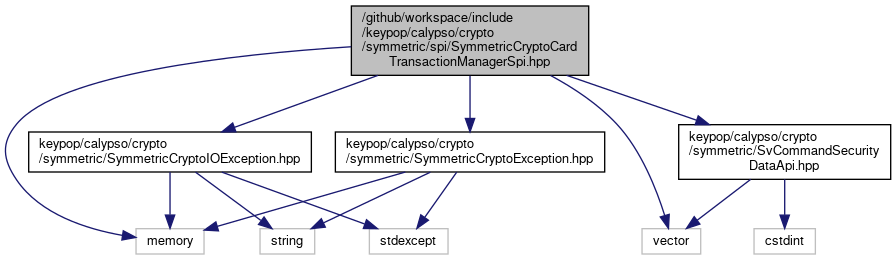 /github/workspace/include
/keypop/calypso/crypto
/symmetric/spi/SymmetricCryptoCard
TransactionManagerSpi.hpp
keypop/calypso/crypto
/symmetric/SymmetricCryptoIOException.hpp
keypop/calypso/crypto
/symmetric/SymmetricCryptoException.hpp
keypop/calypso/crypto
/symmetric/SvCommandSecurity
DataApi.hpp
memory
string
stdexcept
vector
cstdint